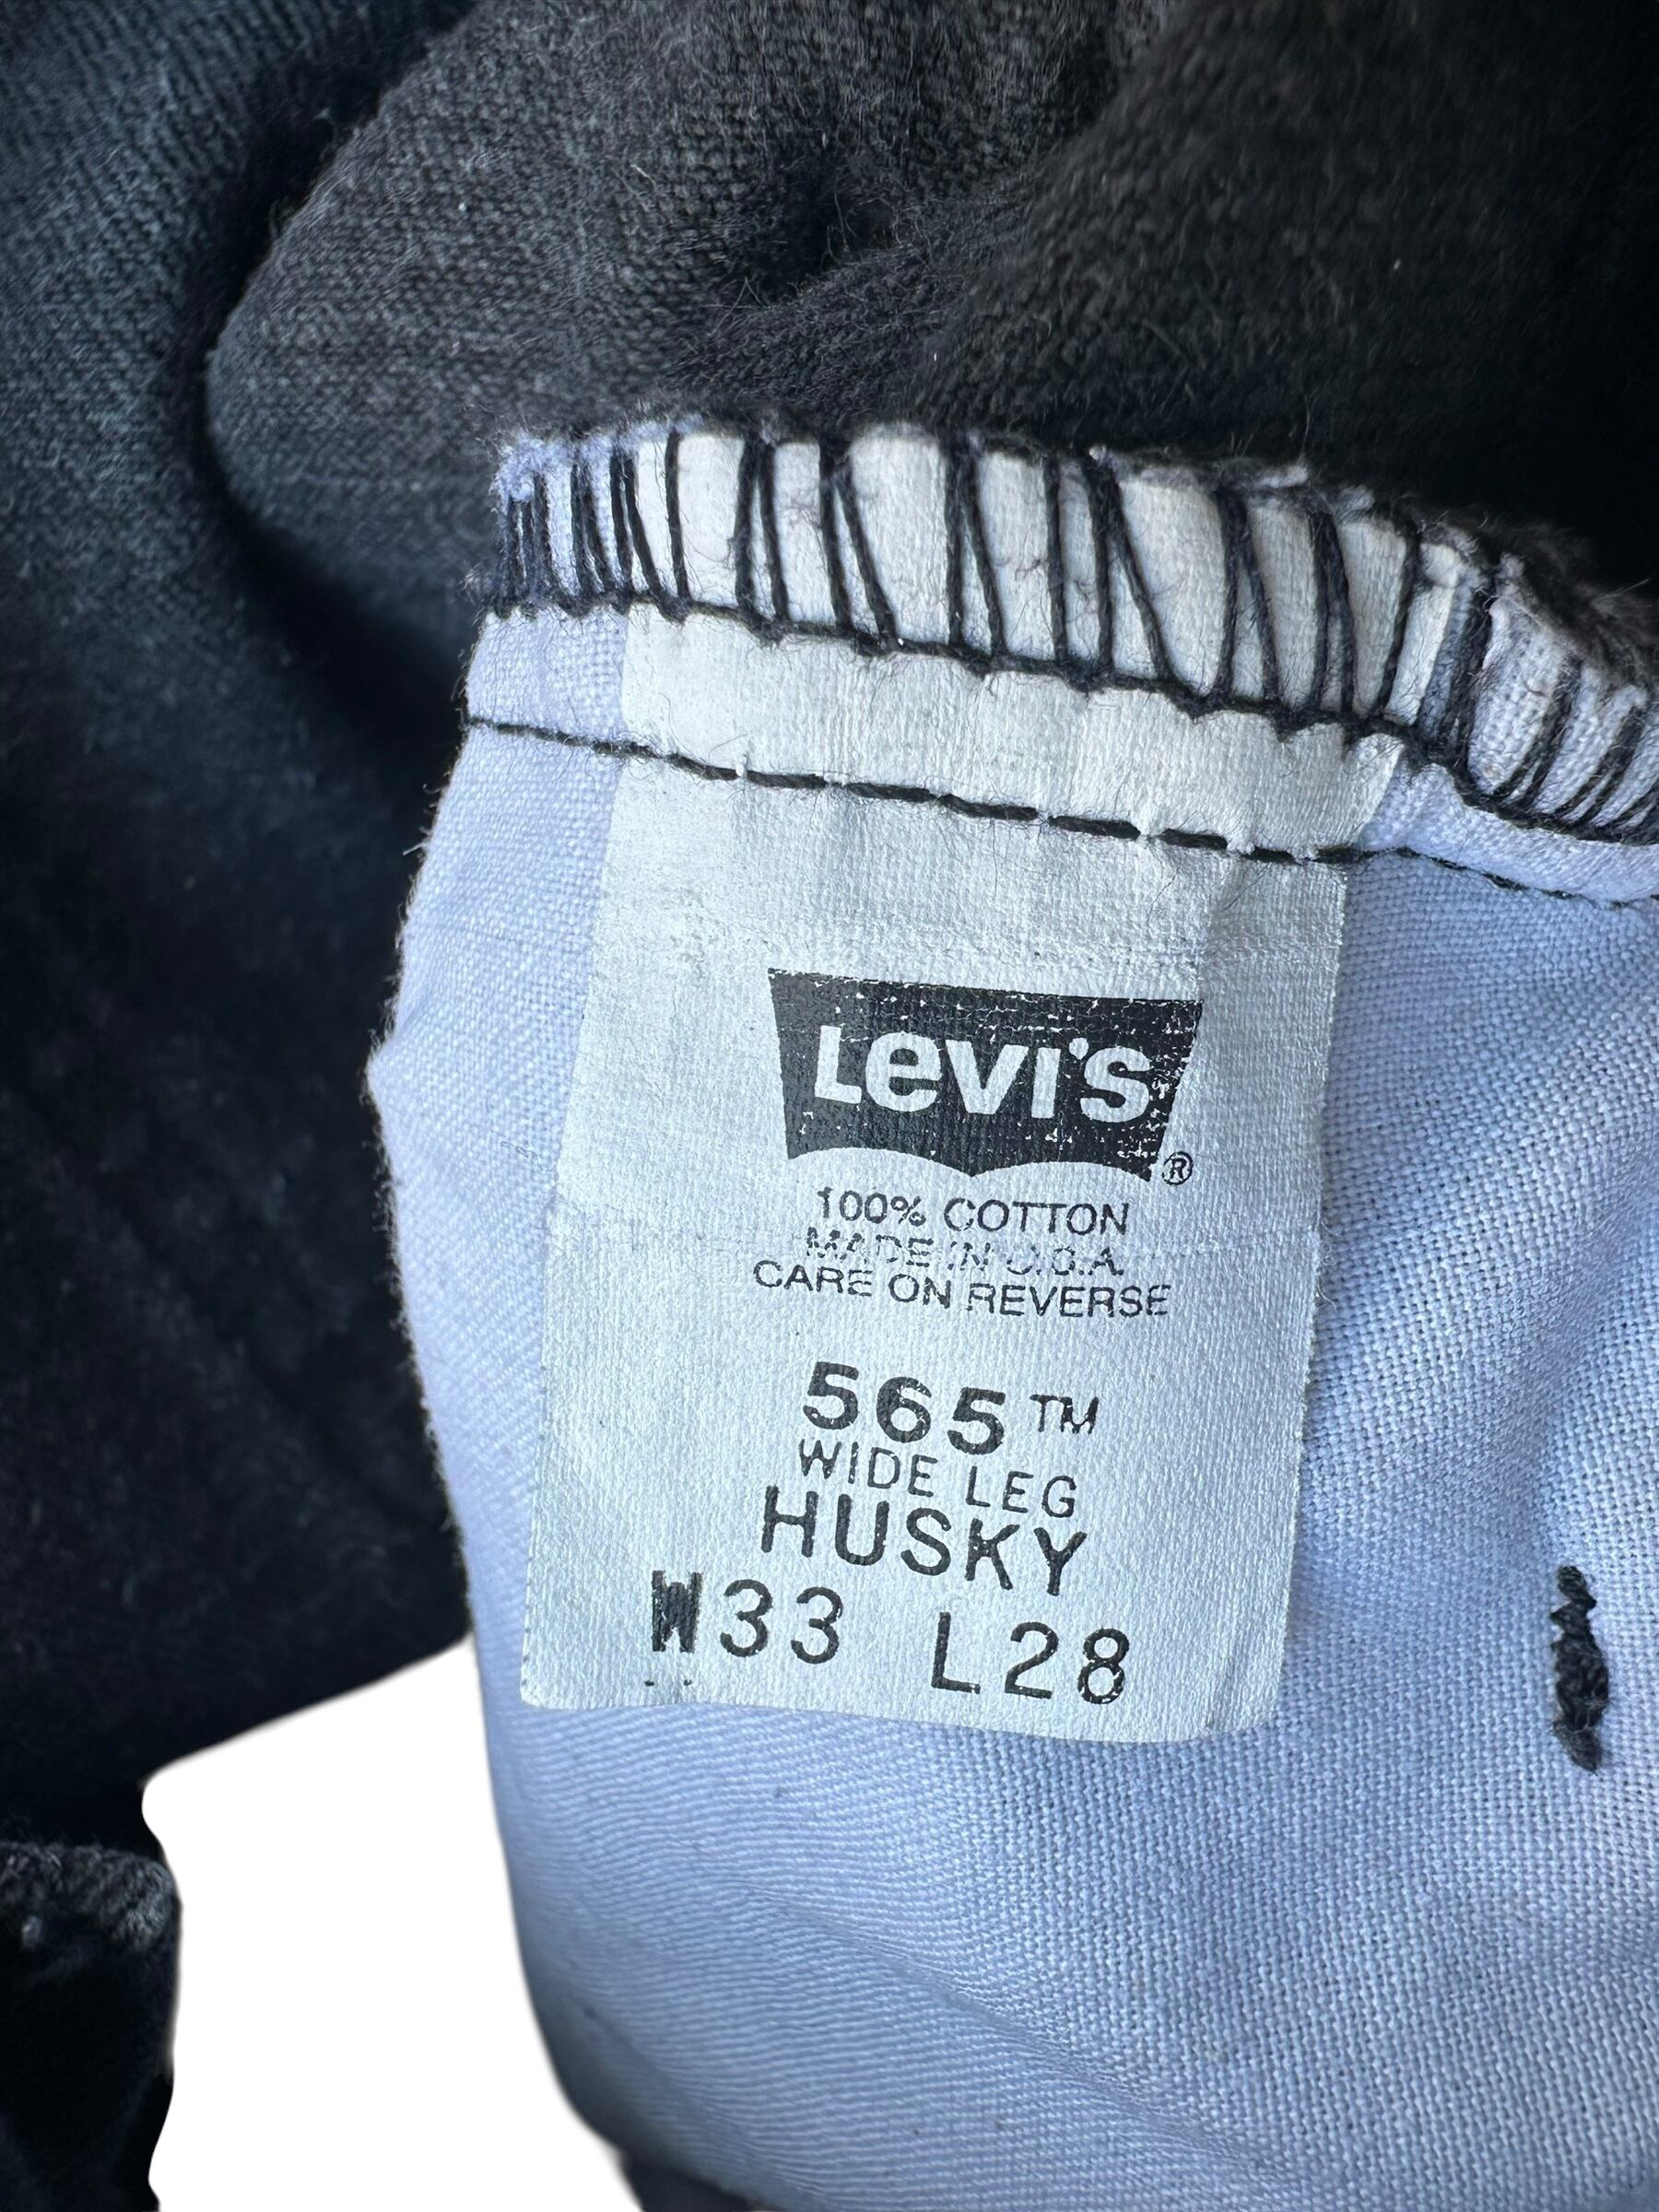 Levi's
®
100% COTTON
MADE IN U.S.A.
CARE ON REVERSE
565™
WIDE LEG
HUSKY
W33 L28